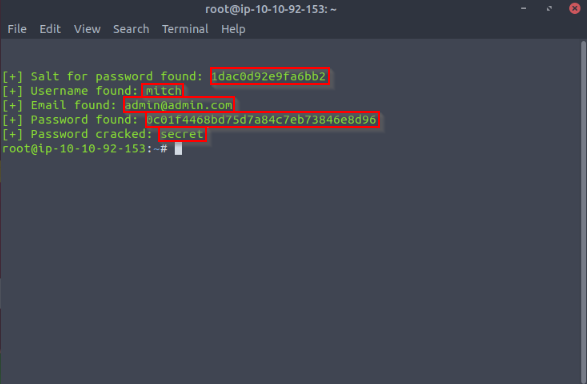 root@ip-10-10-92-153: ~
File Edit View Search Terminal Help
[+] Salt for password found: 1dac0d92e9fa6bb2
[+] Username found: mitch
[+] Email found: admin@admin.com
[+] Password found: 0c01f4468bd75d7a84c7eb73846e8d96
[+] Password cracked: secret
root@ip-10-10-92-153:~#